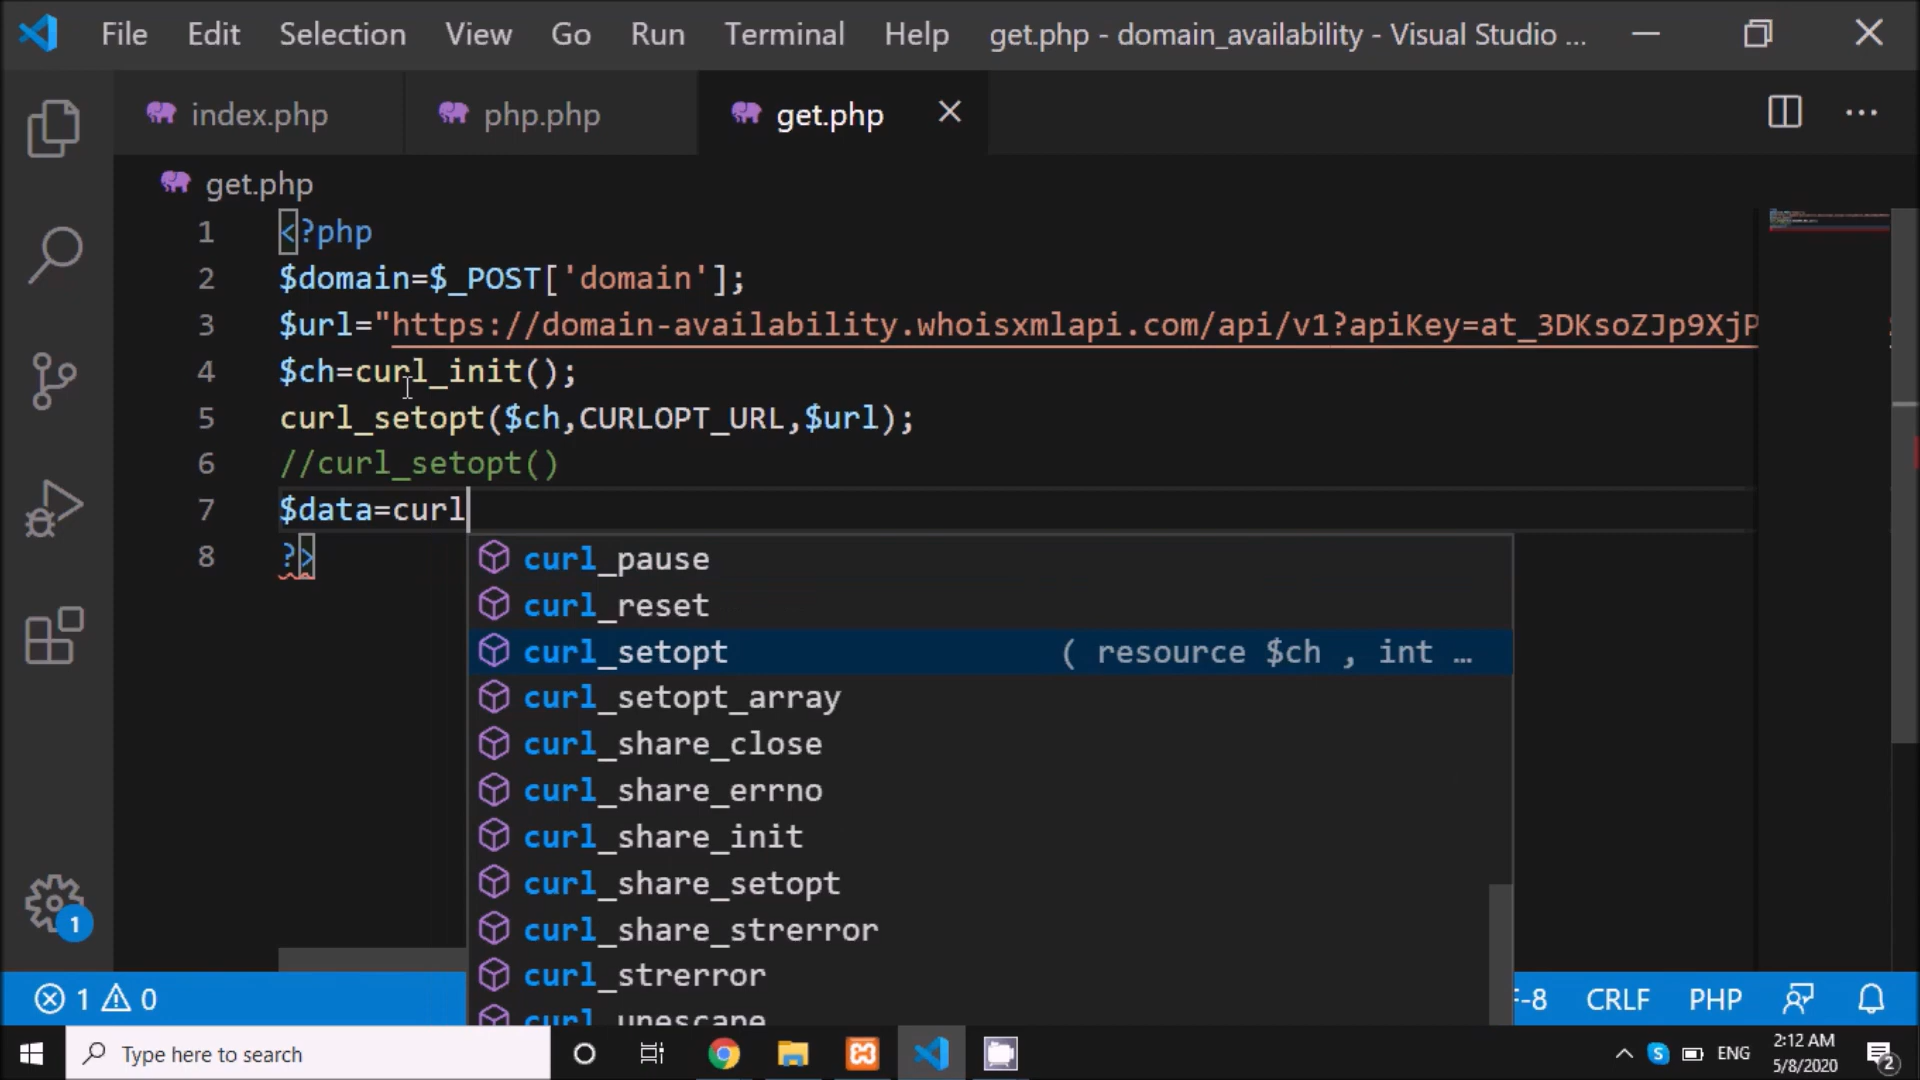 File Edit Selection View Go Run Terminal Help get.php - domain_availability - Visual Studio ...
index.php php.php get.php
get.php
1 <?php
2 $domain=$_POST['domain'];
3 $url="https://domain-availability.whoisxmlapi.com/api/v1?apiKey=at_3DKsoZJp9XjP
4 $ch=curl_init();
5 curl_setopt($ch,CURLOPT_URL,$url);
6 //curl_setopt()
7 $data=curl
8 ?>
curl_pause
curl_reset
curl_setopt ( resource $ch , int …
curl_setopt_array
curl_share_close
curl_share_errno
curl_share_init
curl_share_setopt
curl_share_strerror
curl_strerror
curl_unescape
1
1 0 F-8 CRLF PHP
Type here to search ENG 2:12 AM
5/8/2020 2